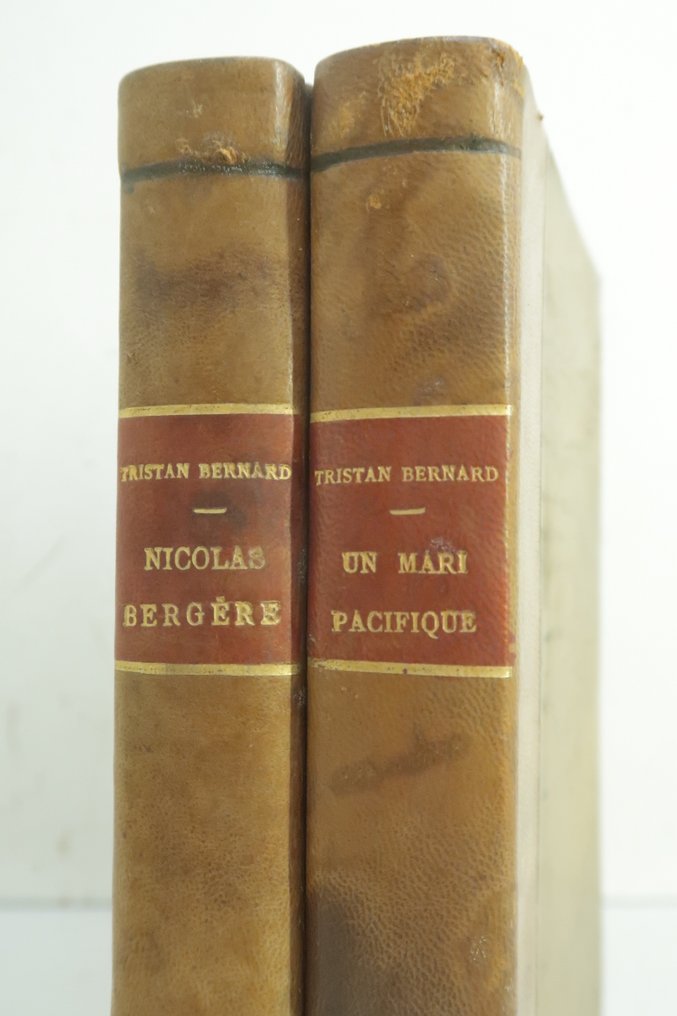 TRISTAN BERNARD
NICOLAS
BERGÈRE
TRISTAN BERNARD
UN MARI
PACIFIQUE